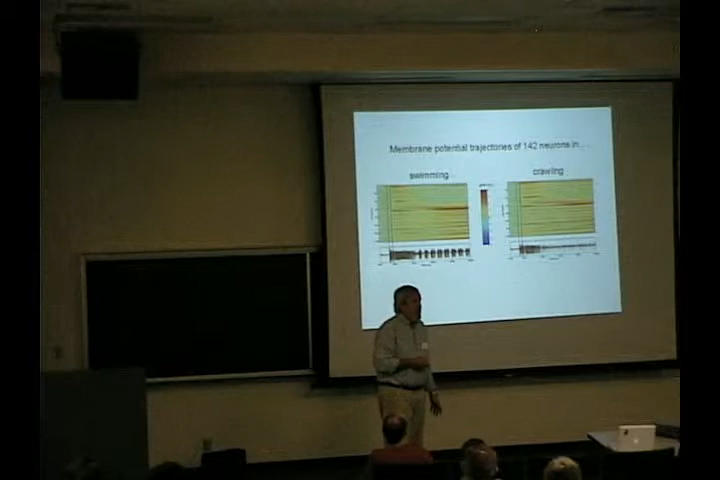 Membrane potential trajectories of 142 neurons in...
swimming
crawling